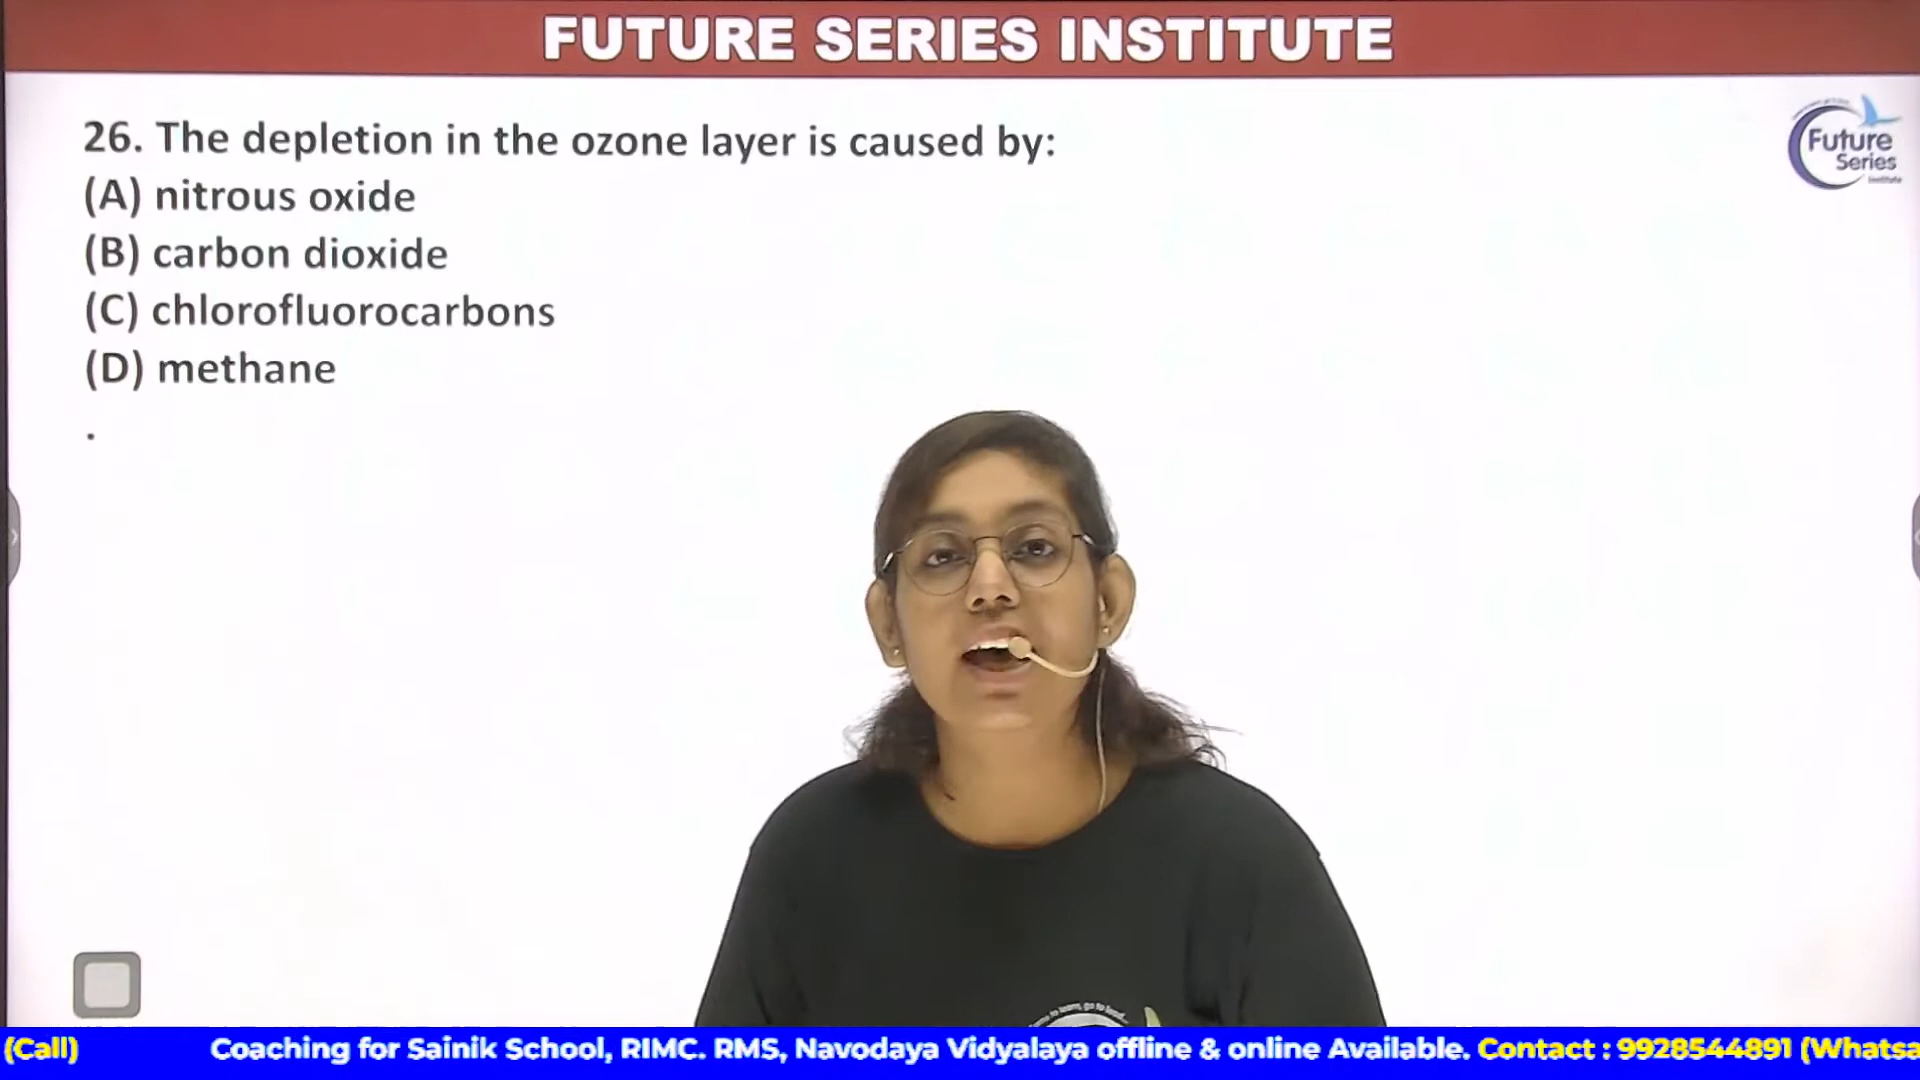 FUTURE SERIES INSTITUTE
Future
Series
Institute
26. The depletion in the ozone layer is caused by:
(A) nitrous oxide
(B) carbon dioxide
(C) chlorofluorocarbons
(D) methane
.
(Call) Coaching for Sainik School, RIMC. RMS, Navodaya Vidyalaya offline & online Available. Contact : 9928544891 (Whatsa